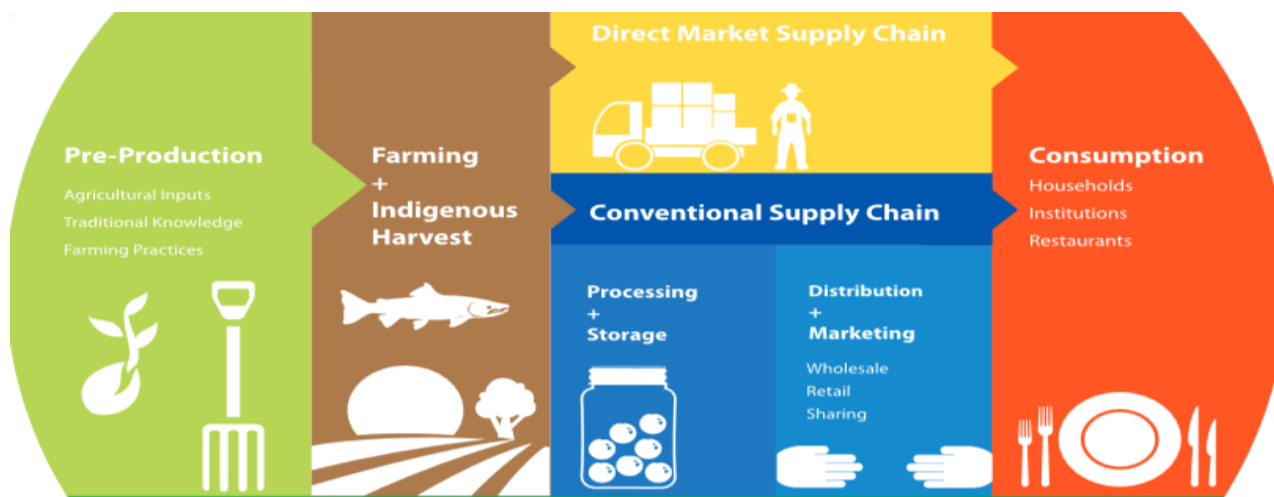 Pre-Production
Agricultural Inputs
Traditional Knowledge
Farming Practices
Farming
+
Indigenous
Harvest
Direct Market Supply Chain
Conventional Supply Chain
Processing
+
Storage
Distribution
+
Marketing
Wholesale
Retail
Sharing
Consumption
Households
Institutions
Restaurants